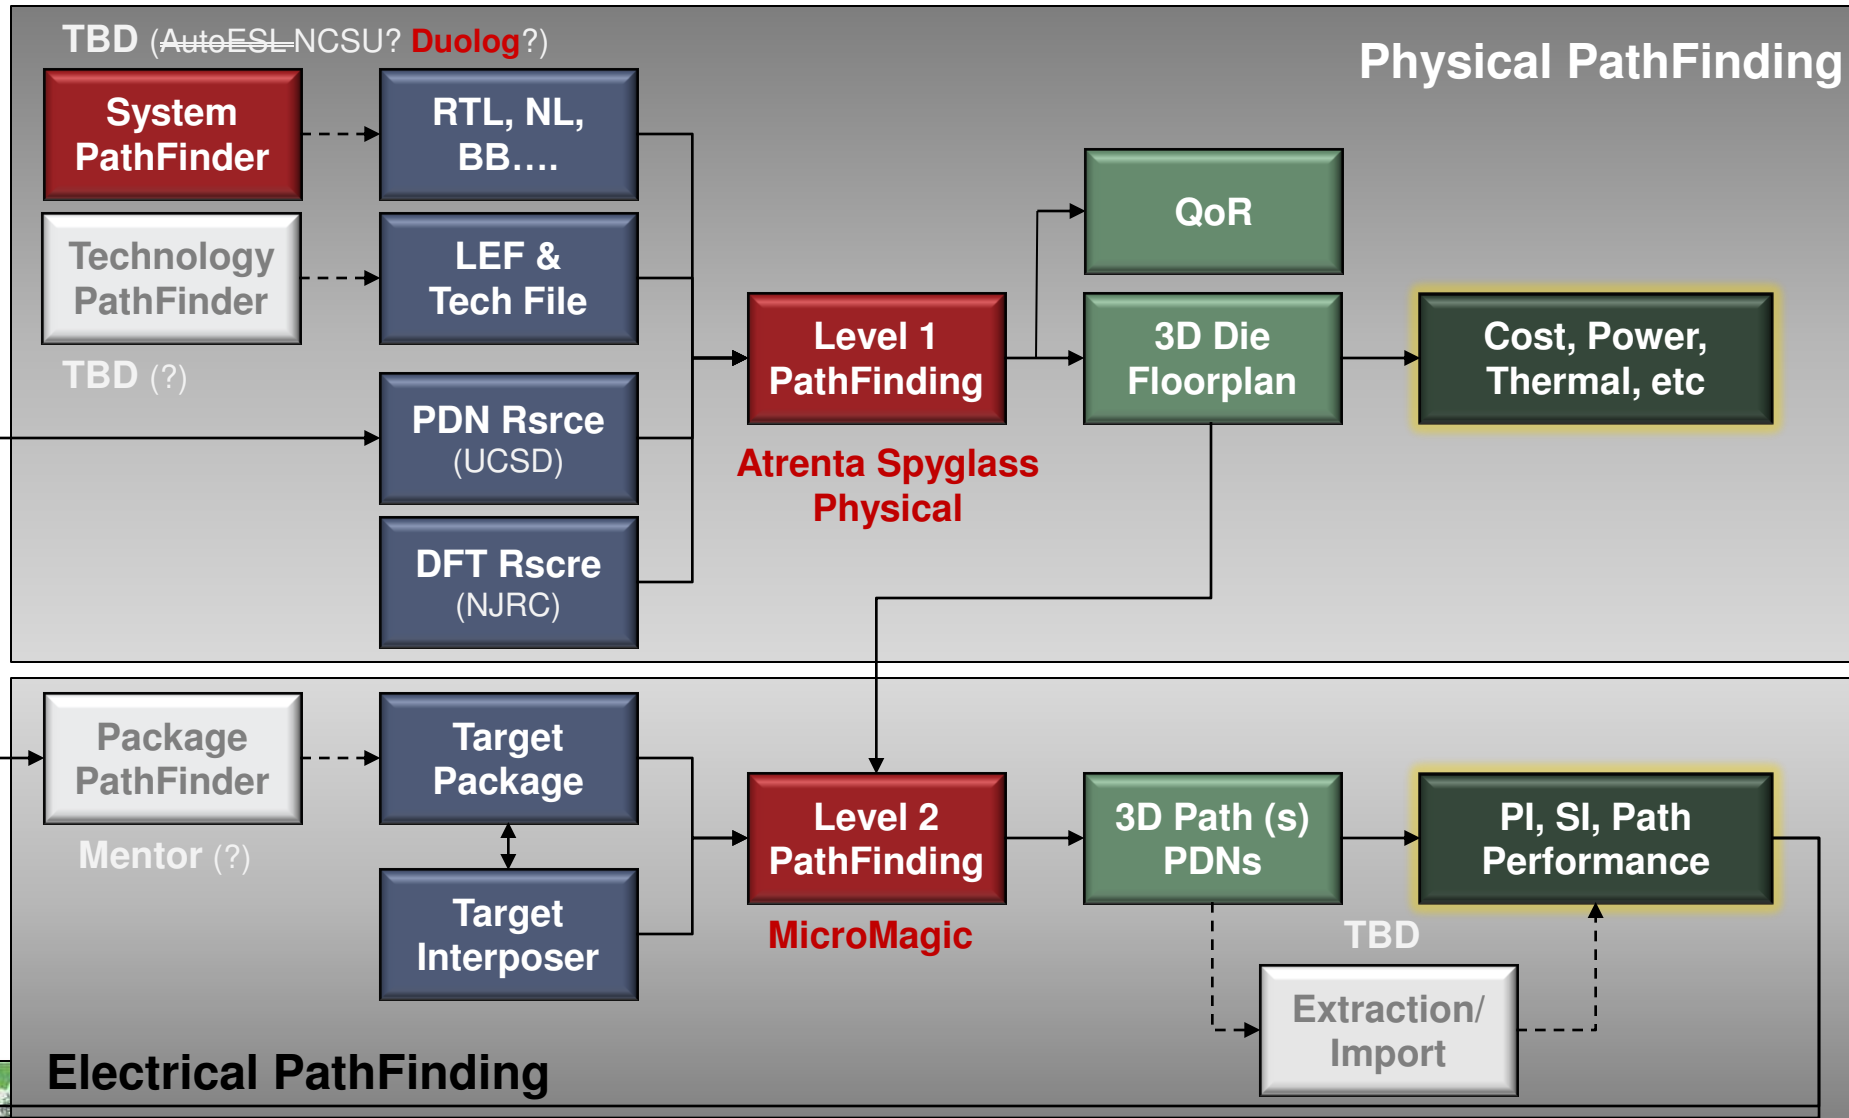 TBD (AutoESL NCSU? Duolog?)
Physical PathFinding
System
PathFinder
RTL, NL,
BB....
QoR
Technology
PathFinder
LEF &
Tech File
TBD (?)
Level 1
PathFinding
3D Die
Floorplan
Cost, Power,
Thermal, etc
PDN Rsrce
(UCSD)
Atrenta Spyglass
Physical
DFT Rscre
(NJRC)
Package
PathFinder
Target
Package
Mentor (?)
Level 2
PathFinding
3D Path (s)
PDNs
PI, SI, Path
Performance
Target
Interposer
MicroMagic
TBD
Extraction/
Import
Electrical PathFinding